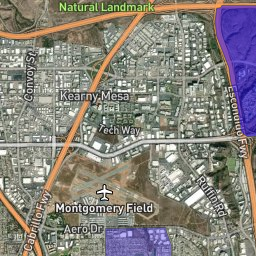 Natural Landmark
Convoy St
Kearny Mesa
Escondido Fwy
Tech Way
Ruffin Rd
Montgomery Field
Aero Dr
Cabrillo Fwy